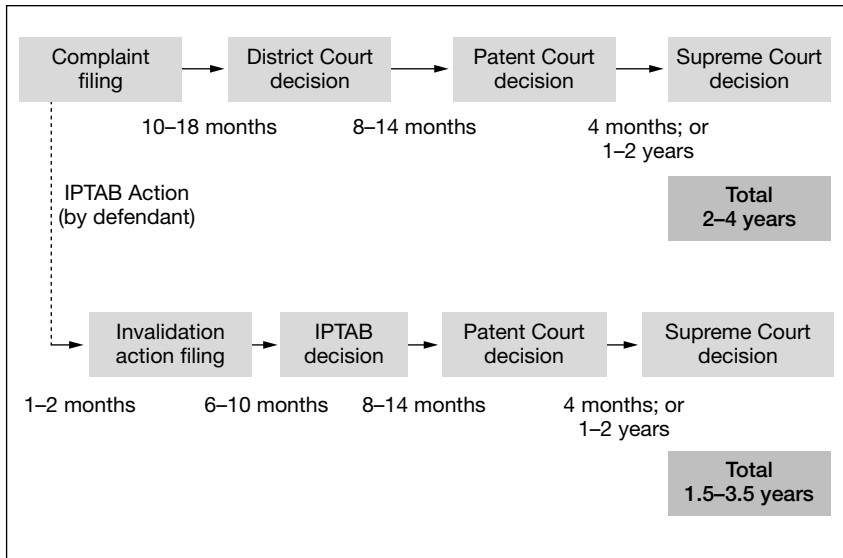 Complaint
filing
District Court
decision
Patent Court
decision
Supreme Court
decision
10–18 months
8–14 months
4 months; or
1–2 years
IPTAB Action
(by defendant)
Total
2–4 years
Invalidation
action filing
IPTAB
decision
Patent Court
decision
Supreme Court
decision
1–2 months
6–10 months
8–14 months
4 months; or
1–2 years
Total
1.5–3.5 years